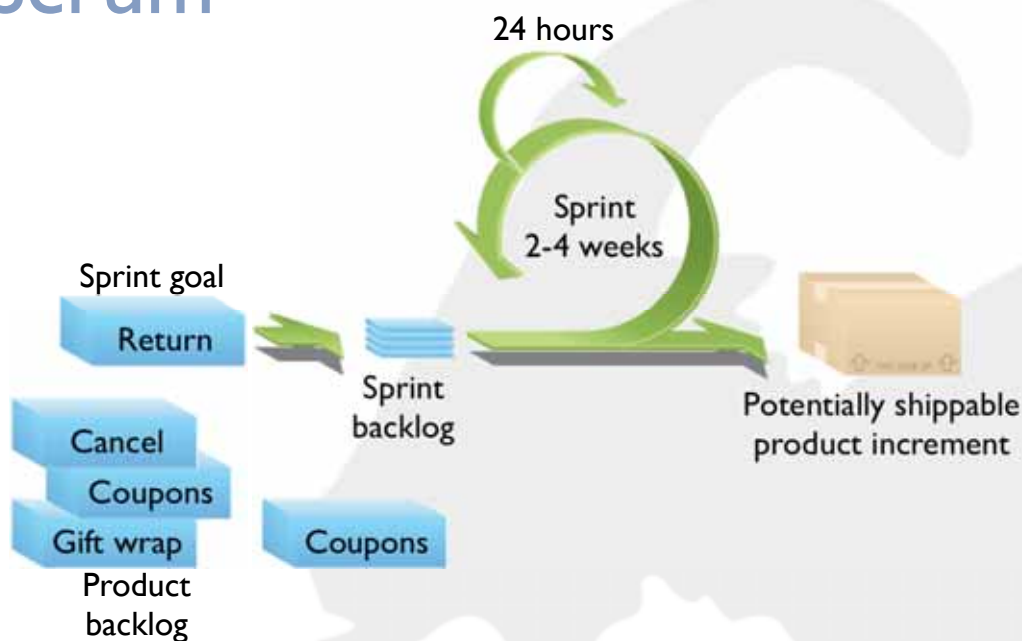 24 hours
Sprint
2-4 weeks
Sprint goal
Return
Sprint
backlog
Potentially shippable
product increment
Cancel
Coupons
Gift wrap
Coupons
Product
backlog